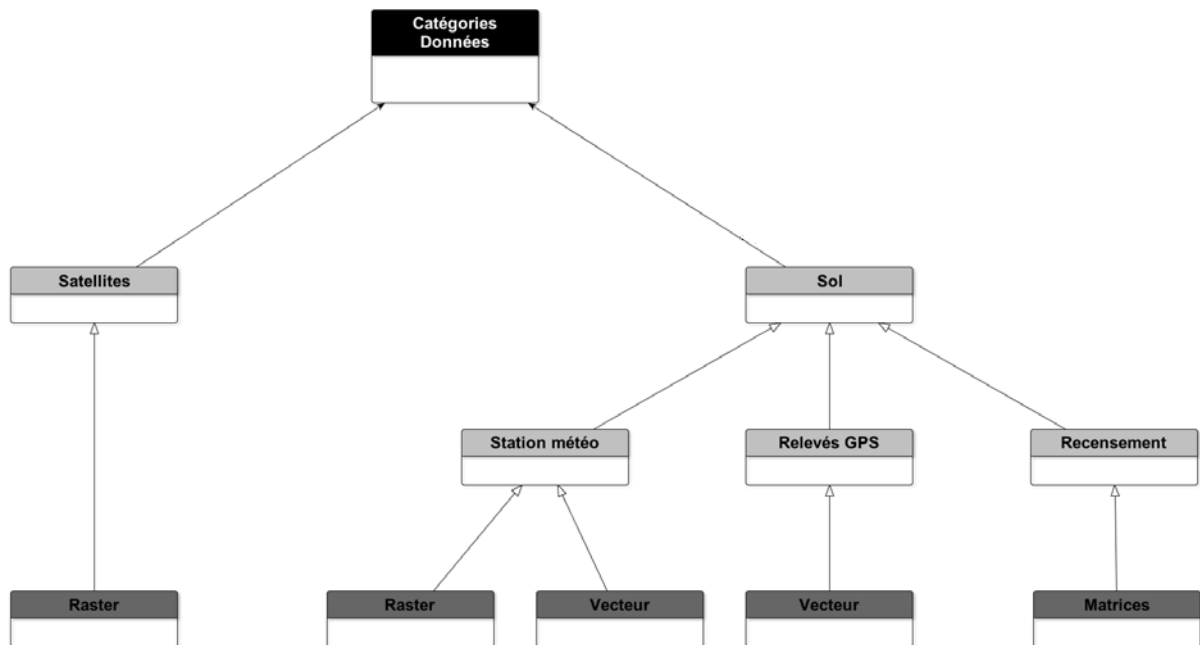 Catégories
Données
Satellites
Sol
Station météo
Relevés GPS
Recensement
Raster
Raster
Vecteur
Vecteur
Matrices